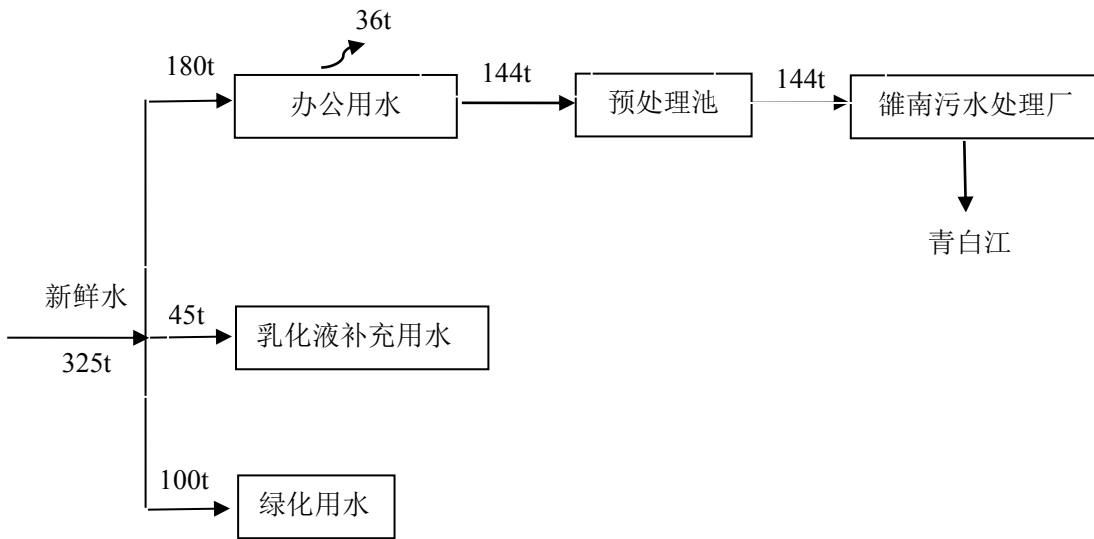 36t
180t
办公用水
144t
预处理池
144t
雒南污水处理厂
青白江
新鲜水
325t
45t
乳化液补充用水
100t
绿化用水